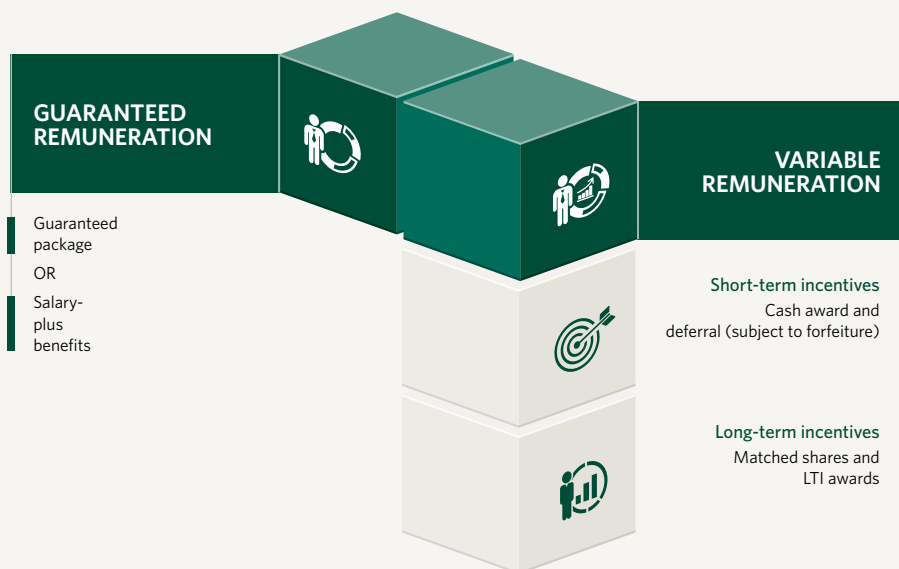 GUARANTEED
REMUNERATION
Guaranteed
package
OR
Salary-
plus
benefits
VARIABLE
REMUNERATION
Short-term incentives
Cash award and
deferral (subject to forfeiture)
Long-term incentives
Matched shares and
LTI awards